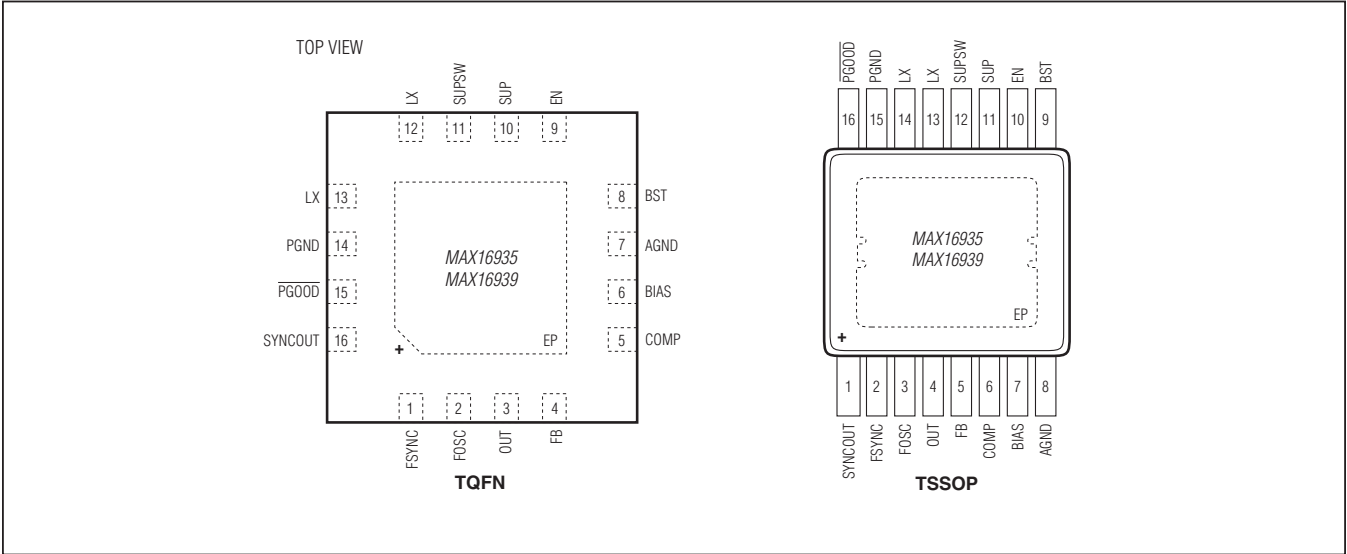 TOP VIEW
LX SUPSW SUP EN
12 11 10 9
LX 13
PGND 14
PGOOD 15
SYNCOUT 16
8 BST
7 AGND
6 BIAS
5 COMP
MAX16935
MAX16939
EP
+
1 2 3 4
FSYNC FOSC OUT FB
TQFN
PGOOD PGND LX LX SUPSW SUP EN BST
16 15 14 13 12 11 10 9
MAX16935
MAX16939
EP
+
1 2 3 4 5 6 7 8
SYNCOUT FSYNC FOSC OUT FB COMP BIAS AGND
TSSOP